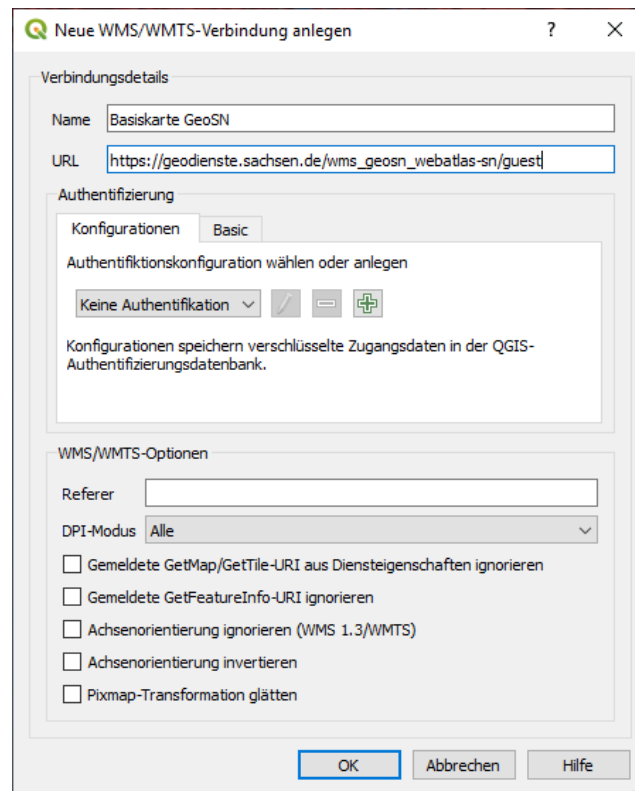 Neue WMS/WMTS-Verbindung anlegen
Verbindungsdetails
Name Basiskarte GeoSN
URL https://geodienste.sachsen.de/wms_geosn_webatlas-sn/guest
Authentifizierung
Konfigurationen Basic
Authentifiktionskonfiguration wählen oder anlegen
Keine Authentifikation
Konfigurationen speichern verschlüsselte Zugangsdaten in der QGIS-
Authentifizierungsdatenbank.
WMS/WMTS-Optionen
Referer
DPI-Modus Alle
Gemeldete GetMap/GetTile-URI aus Diensteigenschaften ignorieren
Gemeldete GetFeatureInfo-URI ignorieren
Achsenorientierung ignorieren (WMS 1.3/WMTS)
Achsenorientierung invertieren
Pixmap-Transformation glätten
OK Abbrechen Hilfe